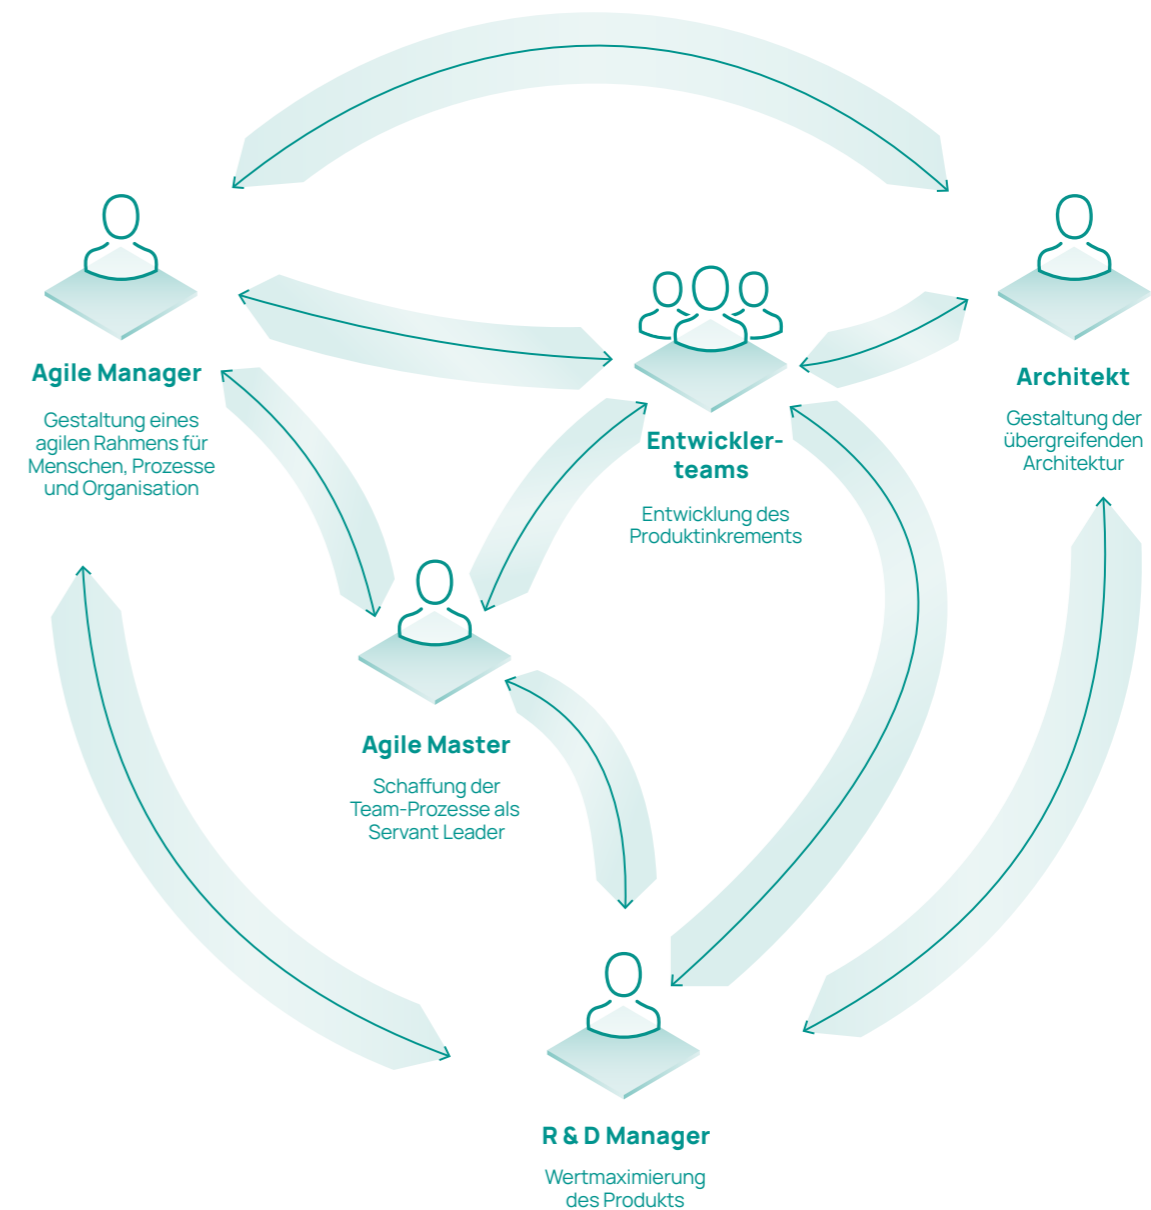 Agile Manager
Gestaltung eines
agilen Rahmens für
Menschen, Prozesse
und Organisation
Entwickler-
teams
Entwicklung des
Produktinkrements
Architekt
Gestaltung der
übergreifenden
Architektur
Agile Master
Schaffung der
Team-Prozesse als
Servant Leader
R & D Manager
Wertmaximierung
des Produkts